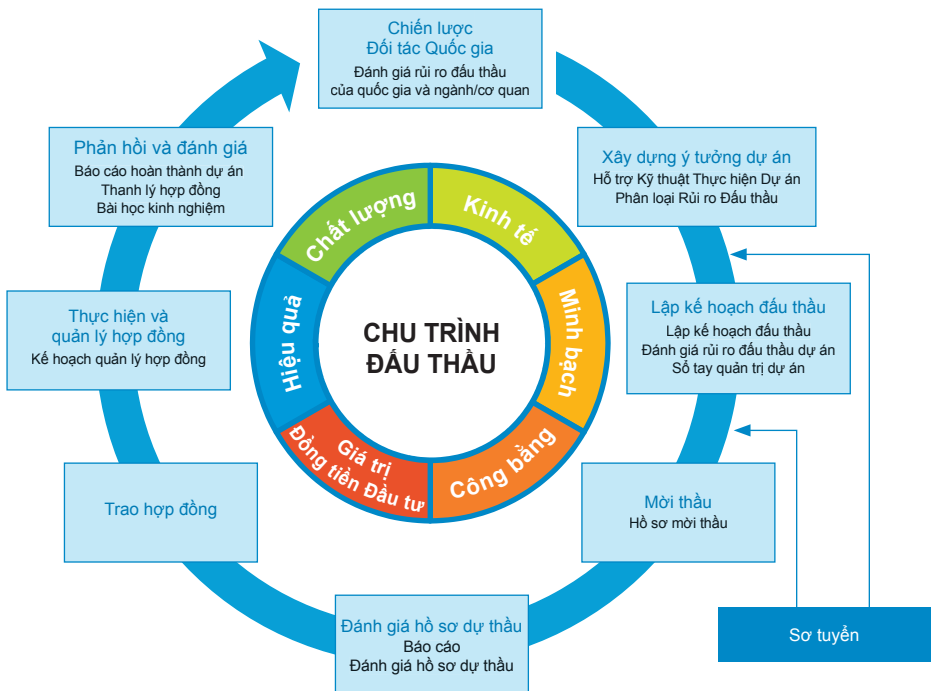 Chiến lược
Đối tác Quốc gia
Đánh giá rủi ro đấu thầu
của quốc gia và ngành/cơ quan
Xây dựng ý tưởng dự án
Hỗ trợ Kỹ thuật Thực hiện Dự án
Phân loại Rủi ro Đấu thầu
Lập kế hoạch đấu thầu
Lập kế hoạch đấu thầu
Đánh giá rủi ro đấu thầu dự án
Sổ tay quản trị dự án
Mời thầu
Hồ sơ mời thầu
Sơ tuyển
Đánh giá hồ sơ dự thầu
Báo cáo
Đánh giá hồ sơ dự thầu
Trao hợp đồng
Thực hiện và
quản lý hợp đồng
Kế hoạch quản lý hợp đồng
Phản hồi và đánh giá
Báo cáo hoàn thành dự án
Thanh lý hợp đồng
Bài học kinh nghiệm
CHU TRÌNH
ĐẤU THẦU
Kinh tế
Minh bạch
Công bằng
Giá trị
Đồng tiền Đầu tư
Hiệu quả
Chất lượng